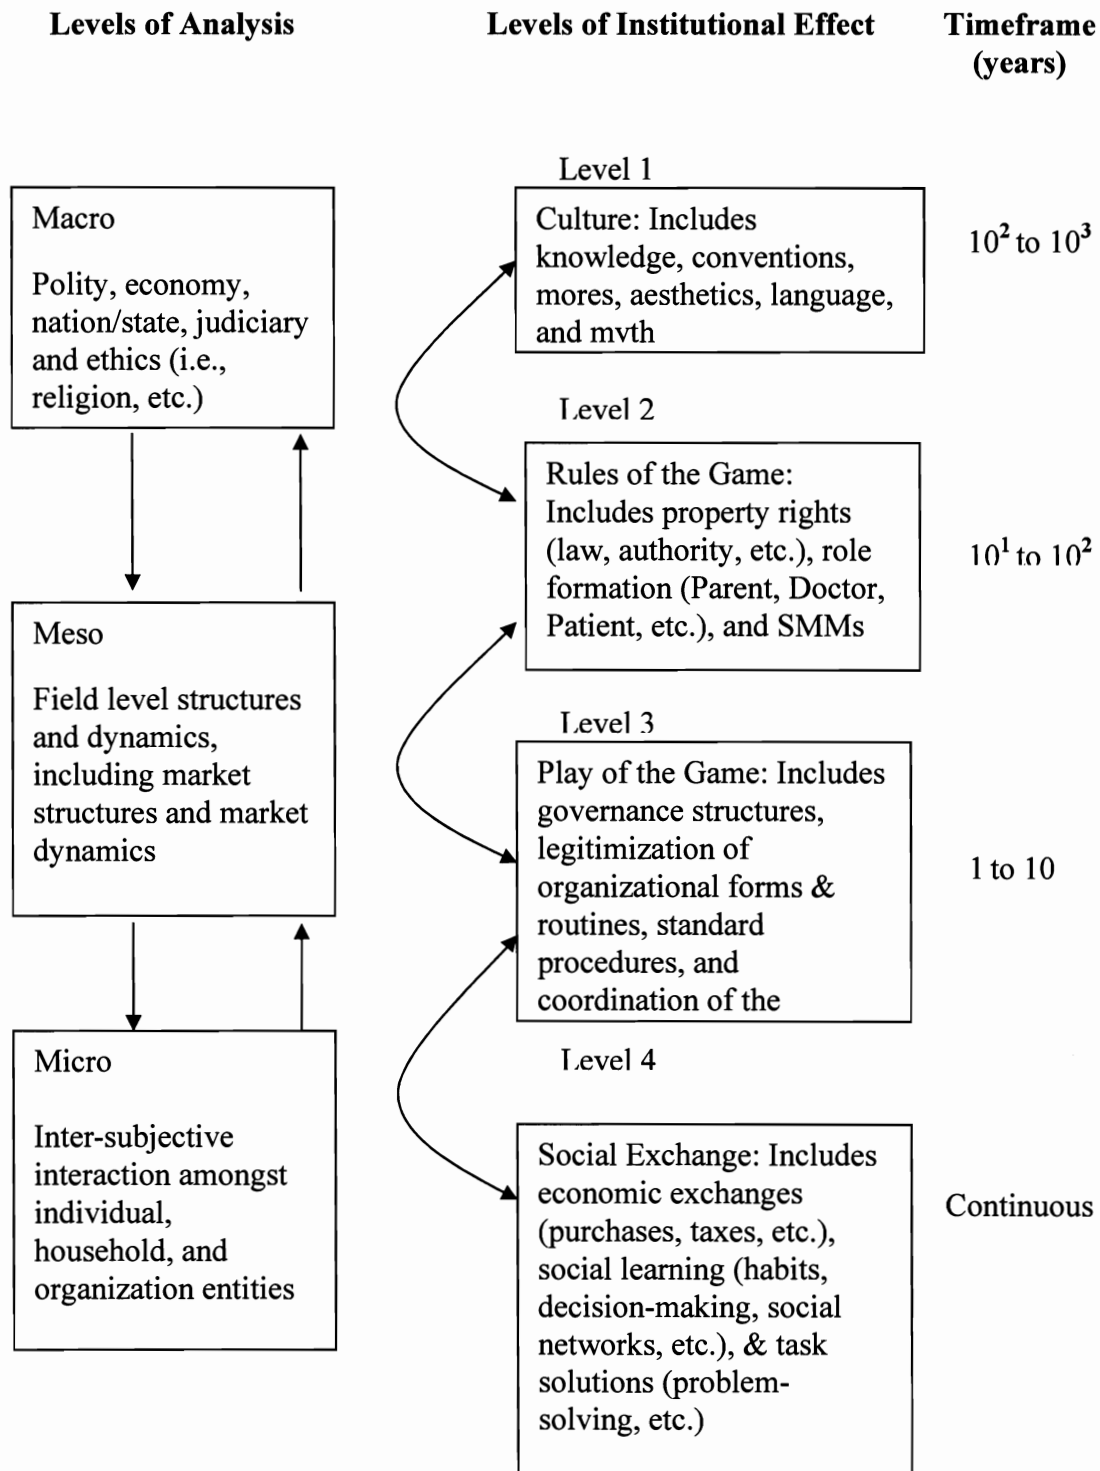 Levels of Analysis
Levels of Institutional Effect
Timeframe
(years)
Macro
Polity, economy,
nation/state, judiciary
and ethics (i.e.,
religion, etc.)
Meso
Field level structures
and dynamics,
including market
structures and market
dynamics
Micro
Inter-subjective
interaction amongst
individual,
household, and
organization entities
Level 1
Culture: Includes
knowledge, conventions,
mores, aesthetics, language,
and myth
10² to 10³
Level 2
Rules of the Game:
Includes property rights
(law, authority, etc.), role
formation (Parent, Doctor,
Patient, etc.), and SMMs
10¹ to 10²
Level 3
Play of the Game: Includes
governance structures,
legitimization of
organizational forms &
routines, standard
procedures, and
coordination of the
1 to 10
Level 4
Social Exchange: Includes
economic exchanges
(purchases, taxes, etc.),
social learning (habits,
decision-making, social
networks, etc.), & task
solutions (problem-
solving, etc.)
Continuous